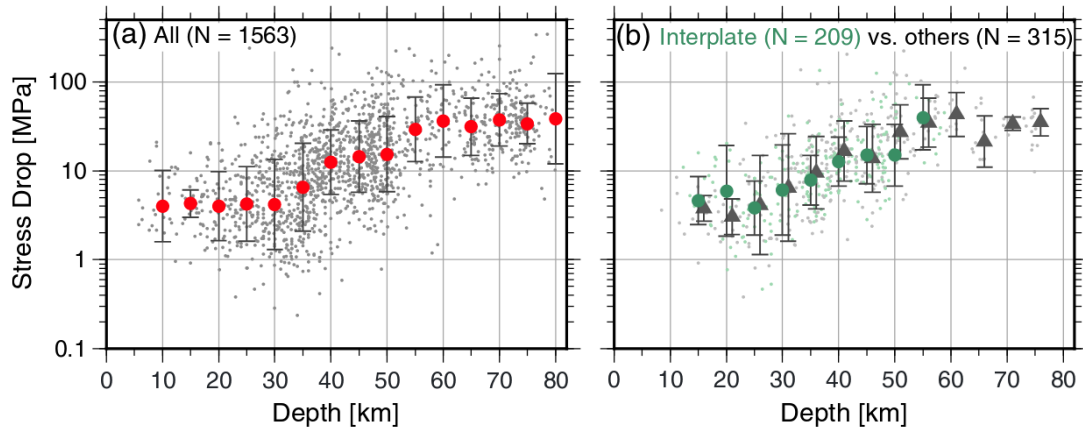 (a) All (N = 1563)
Stress Drop [MPa]
100
10
1
0.1
0 10 20 30 40 50 60 70 80
Depth [km]
(b) Interplate (N = 209) vs. others (N = 315)
0 10 20 30 40 50 60 70 80
Depth [km]